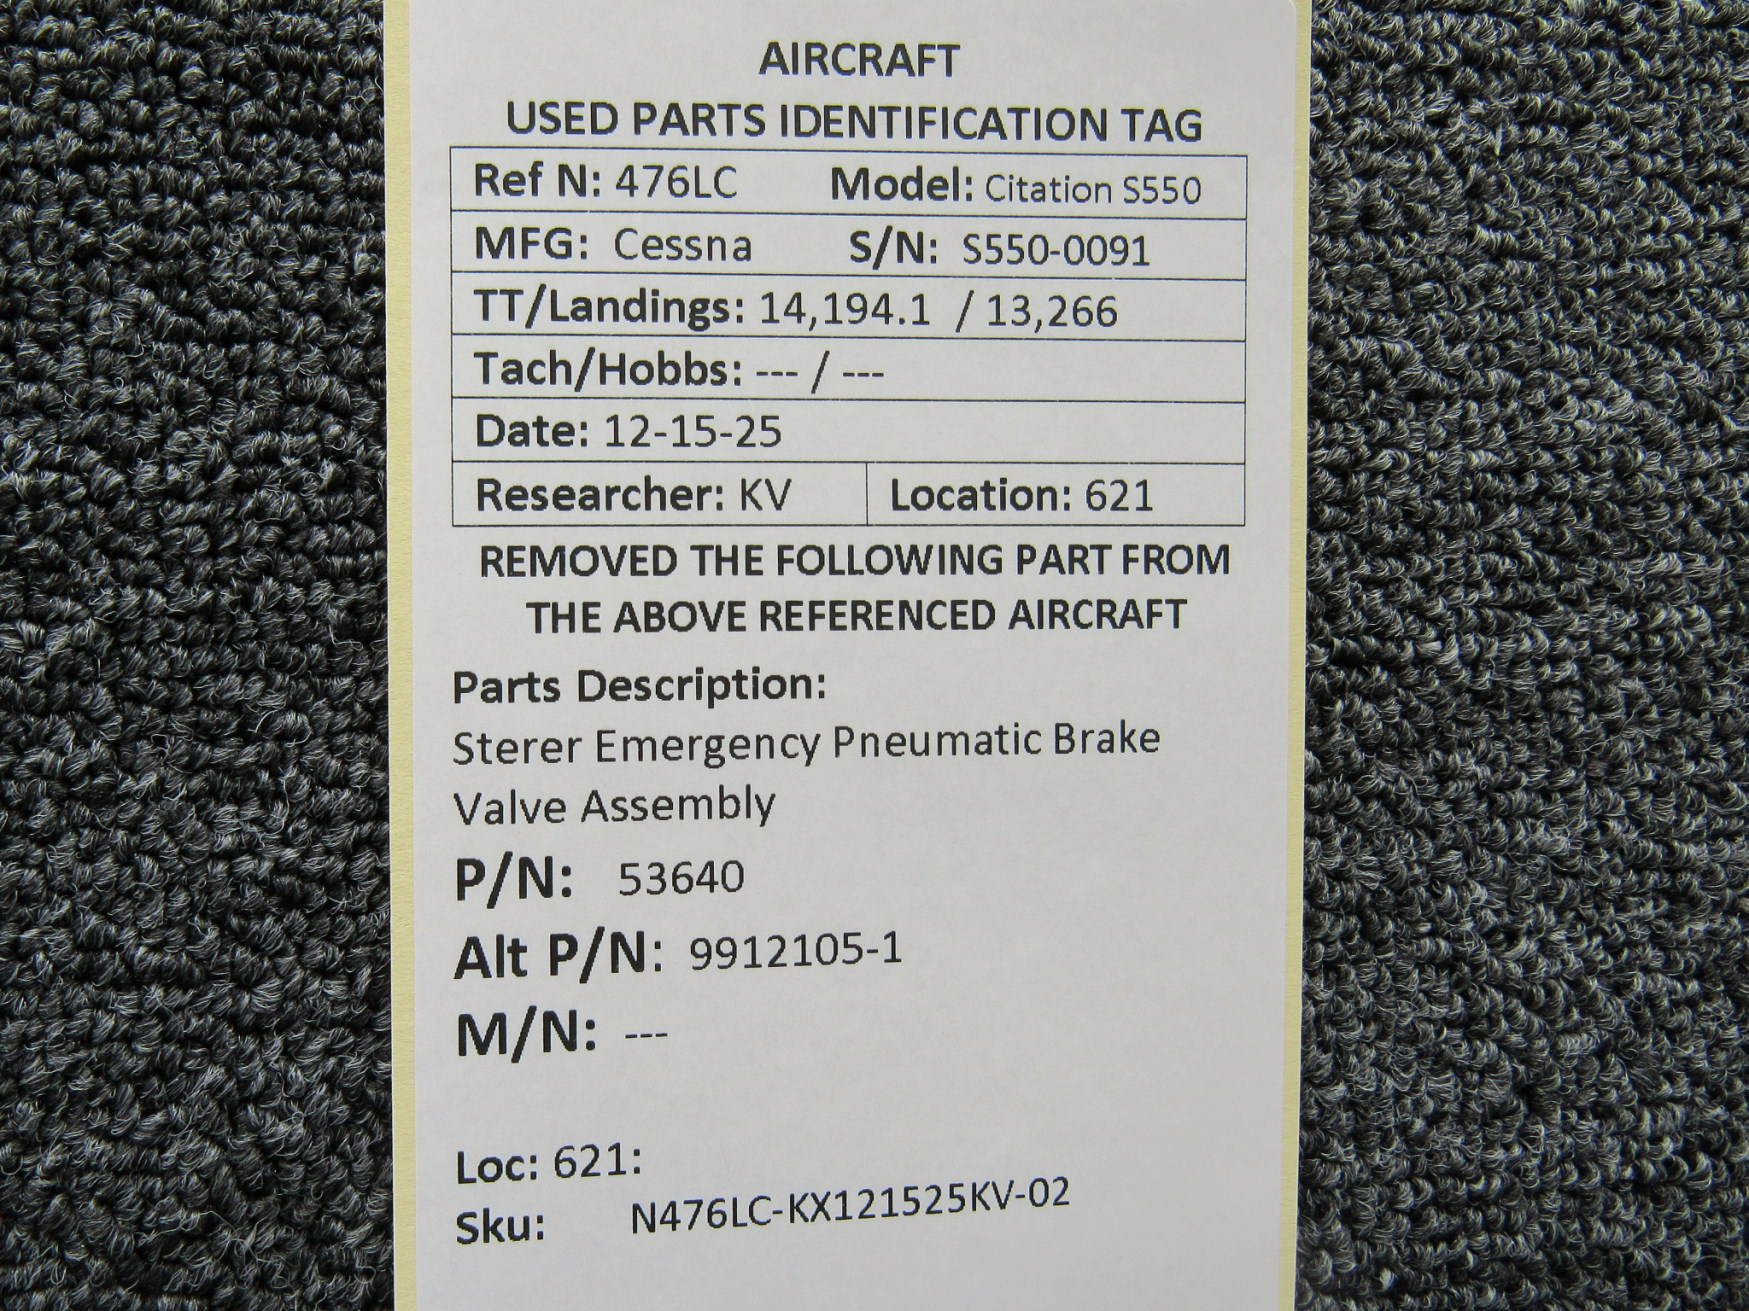 AIRCRAFT
USED PARTS IDENTIFICATION TAG
Ref N: 476LC Model: Citation S550
MFG: Cessna S/N: S550-0091
TT/Landings: 14,194.1 / 13,266
Tach/Hobbs: --- / ---
Date: 12-15-25
Researcher: KV Location: 621
REMOVED THE FOLLOWING PART FROM
THE ABOVE REFERENCED AIRCRAFT
Parts Description:
Sterer Emergency Pneumatic Brake
Valve Assembly
P/N: 53640
Alt P/N: 9912105-1
M/N: ---
Loc: 621:
Sku: N476LC-KX121525KV-02